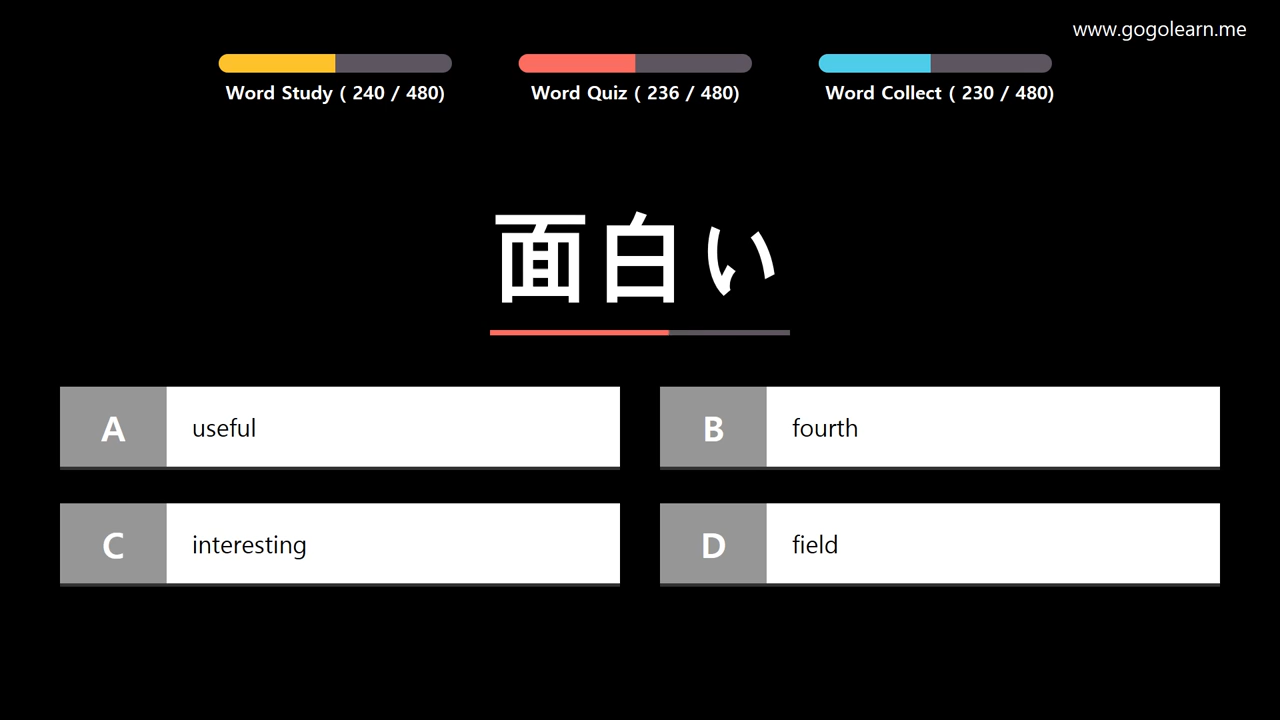 www.gogolearn.me
Word Study ( 240 / 480)
Word Quiz ( 236 / 480)
Word Collect ( 230 / 480)
面白い
A
useful
B
fourth
C
interesting
D
field